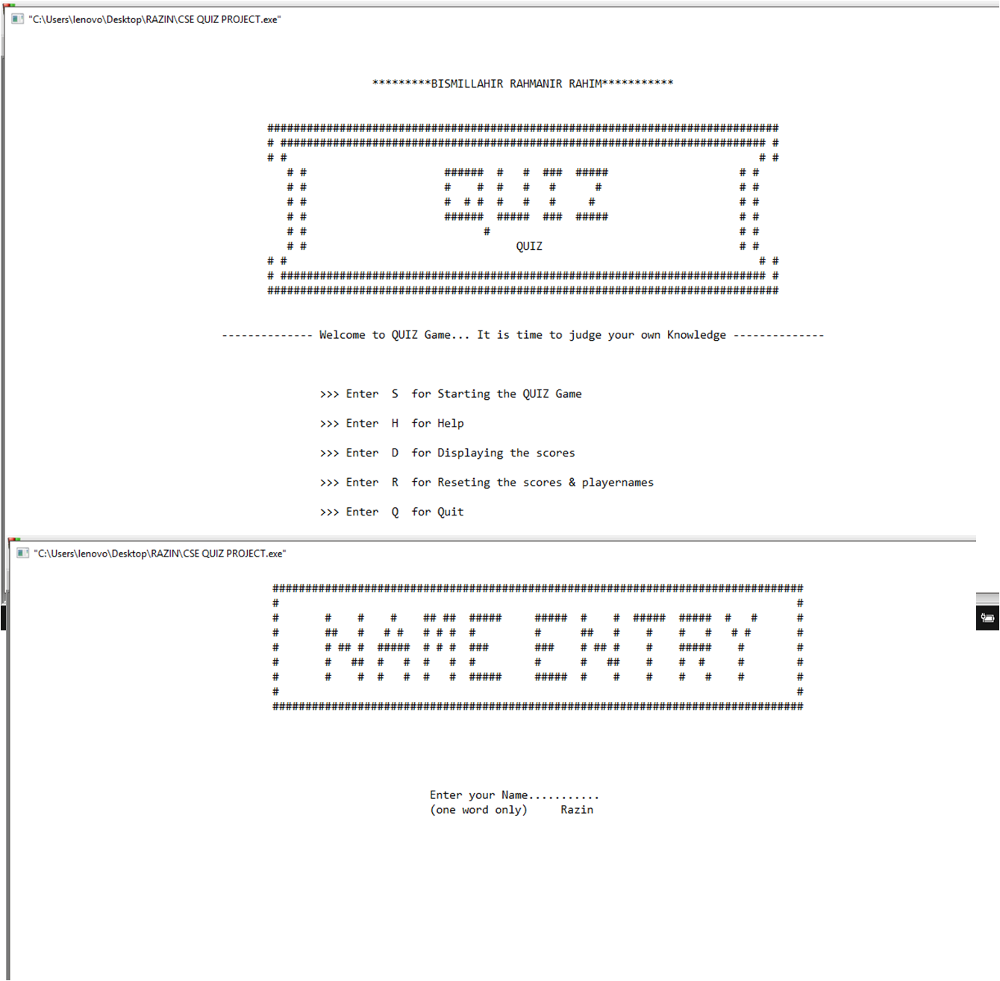 "C:\Users\lenovo\Desktop\RAZIN\CSE QUIZ PROJECT.exe"
*********BISMILLAHIR RAHMANIR RAHIM***********
QUIZ
QUIZ
-------------- Welcome to QUIZ Game... It is time to judge your own Knowledge --------------
>>> Enter  S  for Starting the QUIZ Game
>>> Enter  H  for Help
>>> Enter  D  for Displaying the scores
>>> Enter  R  for Reseting the scores & playernames
>>> Enter  Q  for Quit
"C:\Users\lenovo\Desktop\RAZIN\CSE QUIZ PROJECT.exe"
NAME ENTRY
Enter your Name...........
(one word only)     Razin